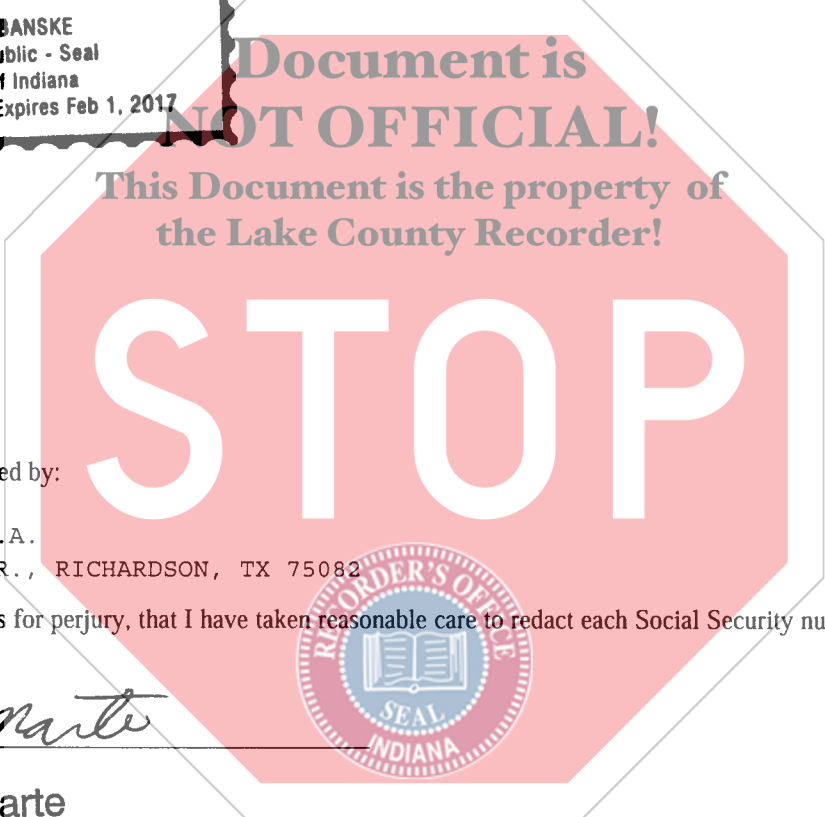 BANSKE
blic - Seal
f Indiana
Expires Feb 1, 2017
Document is
NOT OFFICIAL!
This Document is the property of
the Lake County Recorder!
STOP
ed by:
.A.
R., RICHARDSON, TX 75082
s for perjury, that I have taken reasonable care to redact each Social Security nu
RECORDER'S OFFICE
SEAL
INDIANA
arte